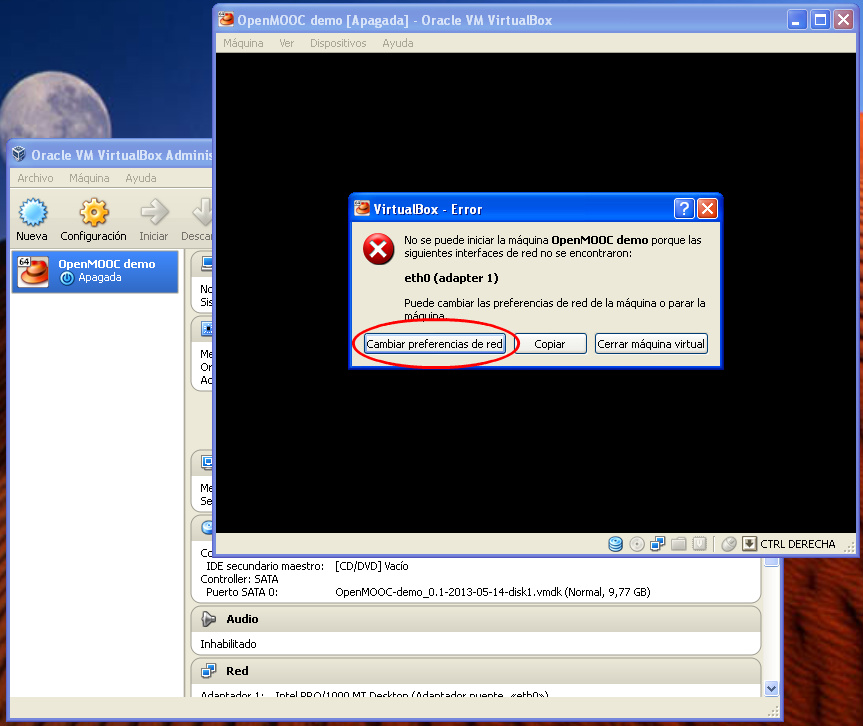 OpenMOOC demo [Apagada] - Oracle VM VirtualBox
Máquina Ver Dispositivos Ayuda
Oracle VM VirtualBox Adminis
Archivo Máquina Ayuda
Nueva Configuración Iniciar Descar
64 OpenMOOC demo
Apagada
VirtualBox - Error
No se puede iniciar la máquina OpenMOOC demo porque las
siguientes interfaces de red no se encontraron:
eth0 (adapter 1)
Puede cambiar las preferencias de red de la máquina o parar la
máquina.
Cambiar preferencias de red Copiar Cerrar máquina virtual
No
Sis
Me
Or
Ac
Me
Se
CTRL DERECHA
Co
IDE secundario maestro: [CD/DVD] Vacío
Controller: SATA
Puerto SATA 0: OpenMOOC-demo_0.1-2013-05-14-disk1.vmdk (Normal, 9,77 GB)
Audio
Inhabilitado
Red
Adaptador 1: Intel PRO/1000 MT Desktop (Adaptador puente, «eth0»)